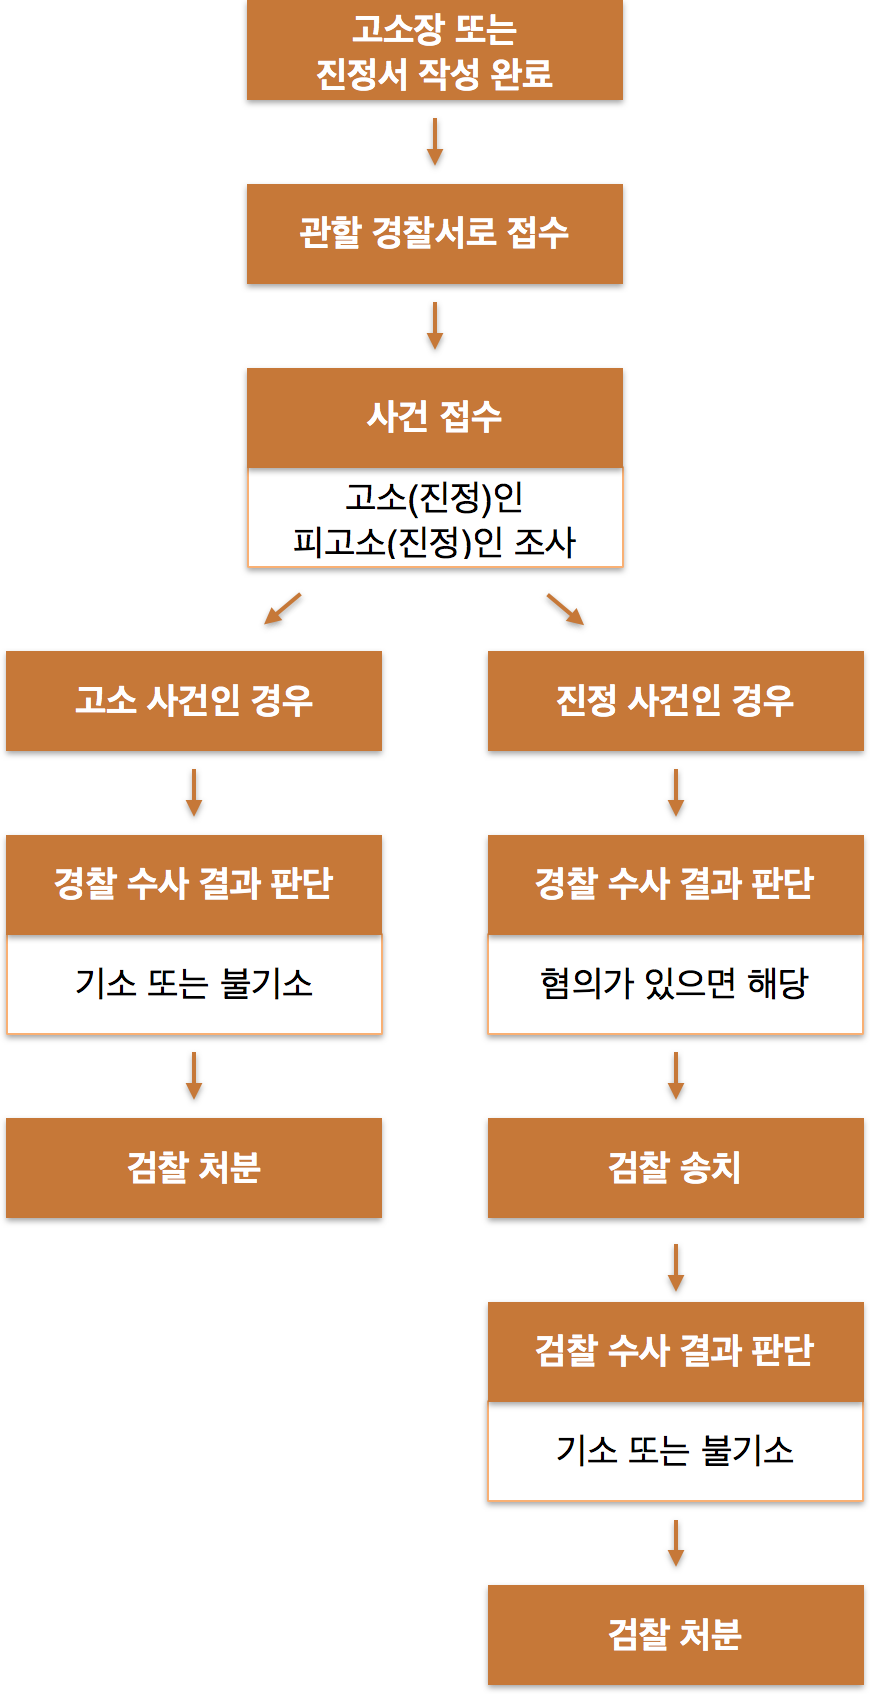 고소장 또는
진정서 작성 완료
관할 경찰서로 접수
사건 접수
고소(진정)인
피고소(진정)인 조사
고소 사건인 경우
경찰 수사 결과 판단
기소 또는 불기소
검찰 처분
진정 사건인 경우
경찰 수사 결과 판단
혐의가 있으면 해당
검찰 송치
검찰 수사 결과 판단
기소 또는 불기소
검찰 처분